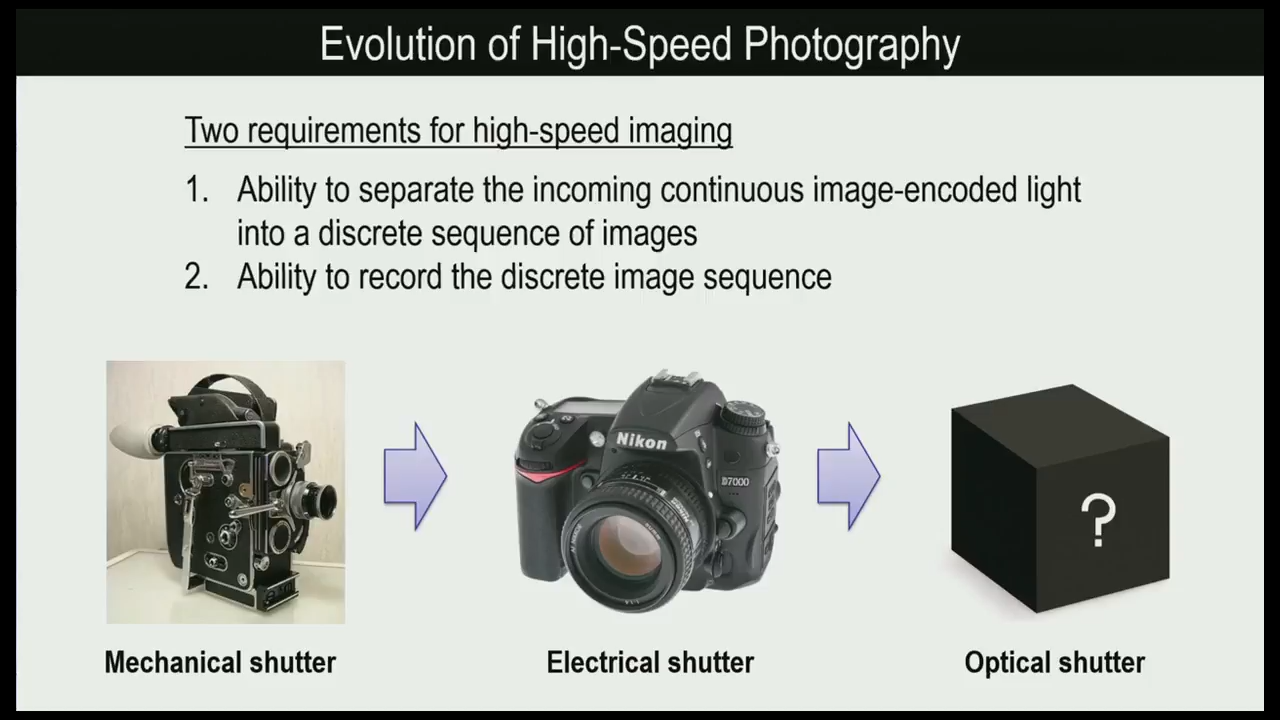 Evolution of High-Speed Photography
Two requirements for high-speed imaging
1. Ability to separate the incoming continuous image-encoded light
into a discrete sequence of images
2. Ability to record the discrete image sequence
Nikon
D7000
?
Mechanical shutter
Electrical shutter
Optical shutter